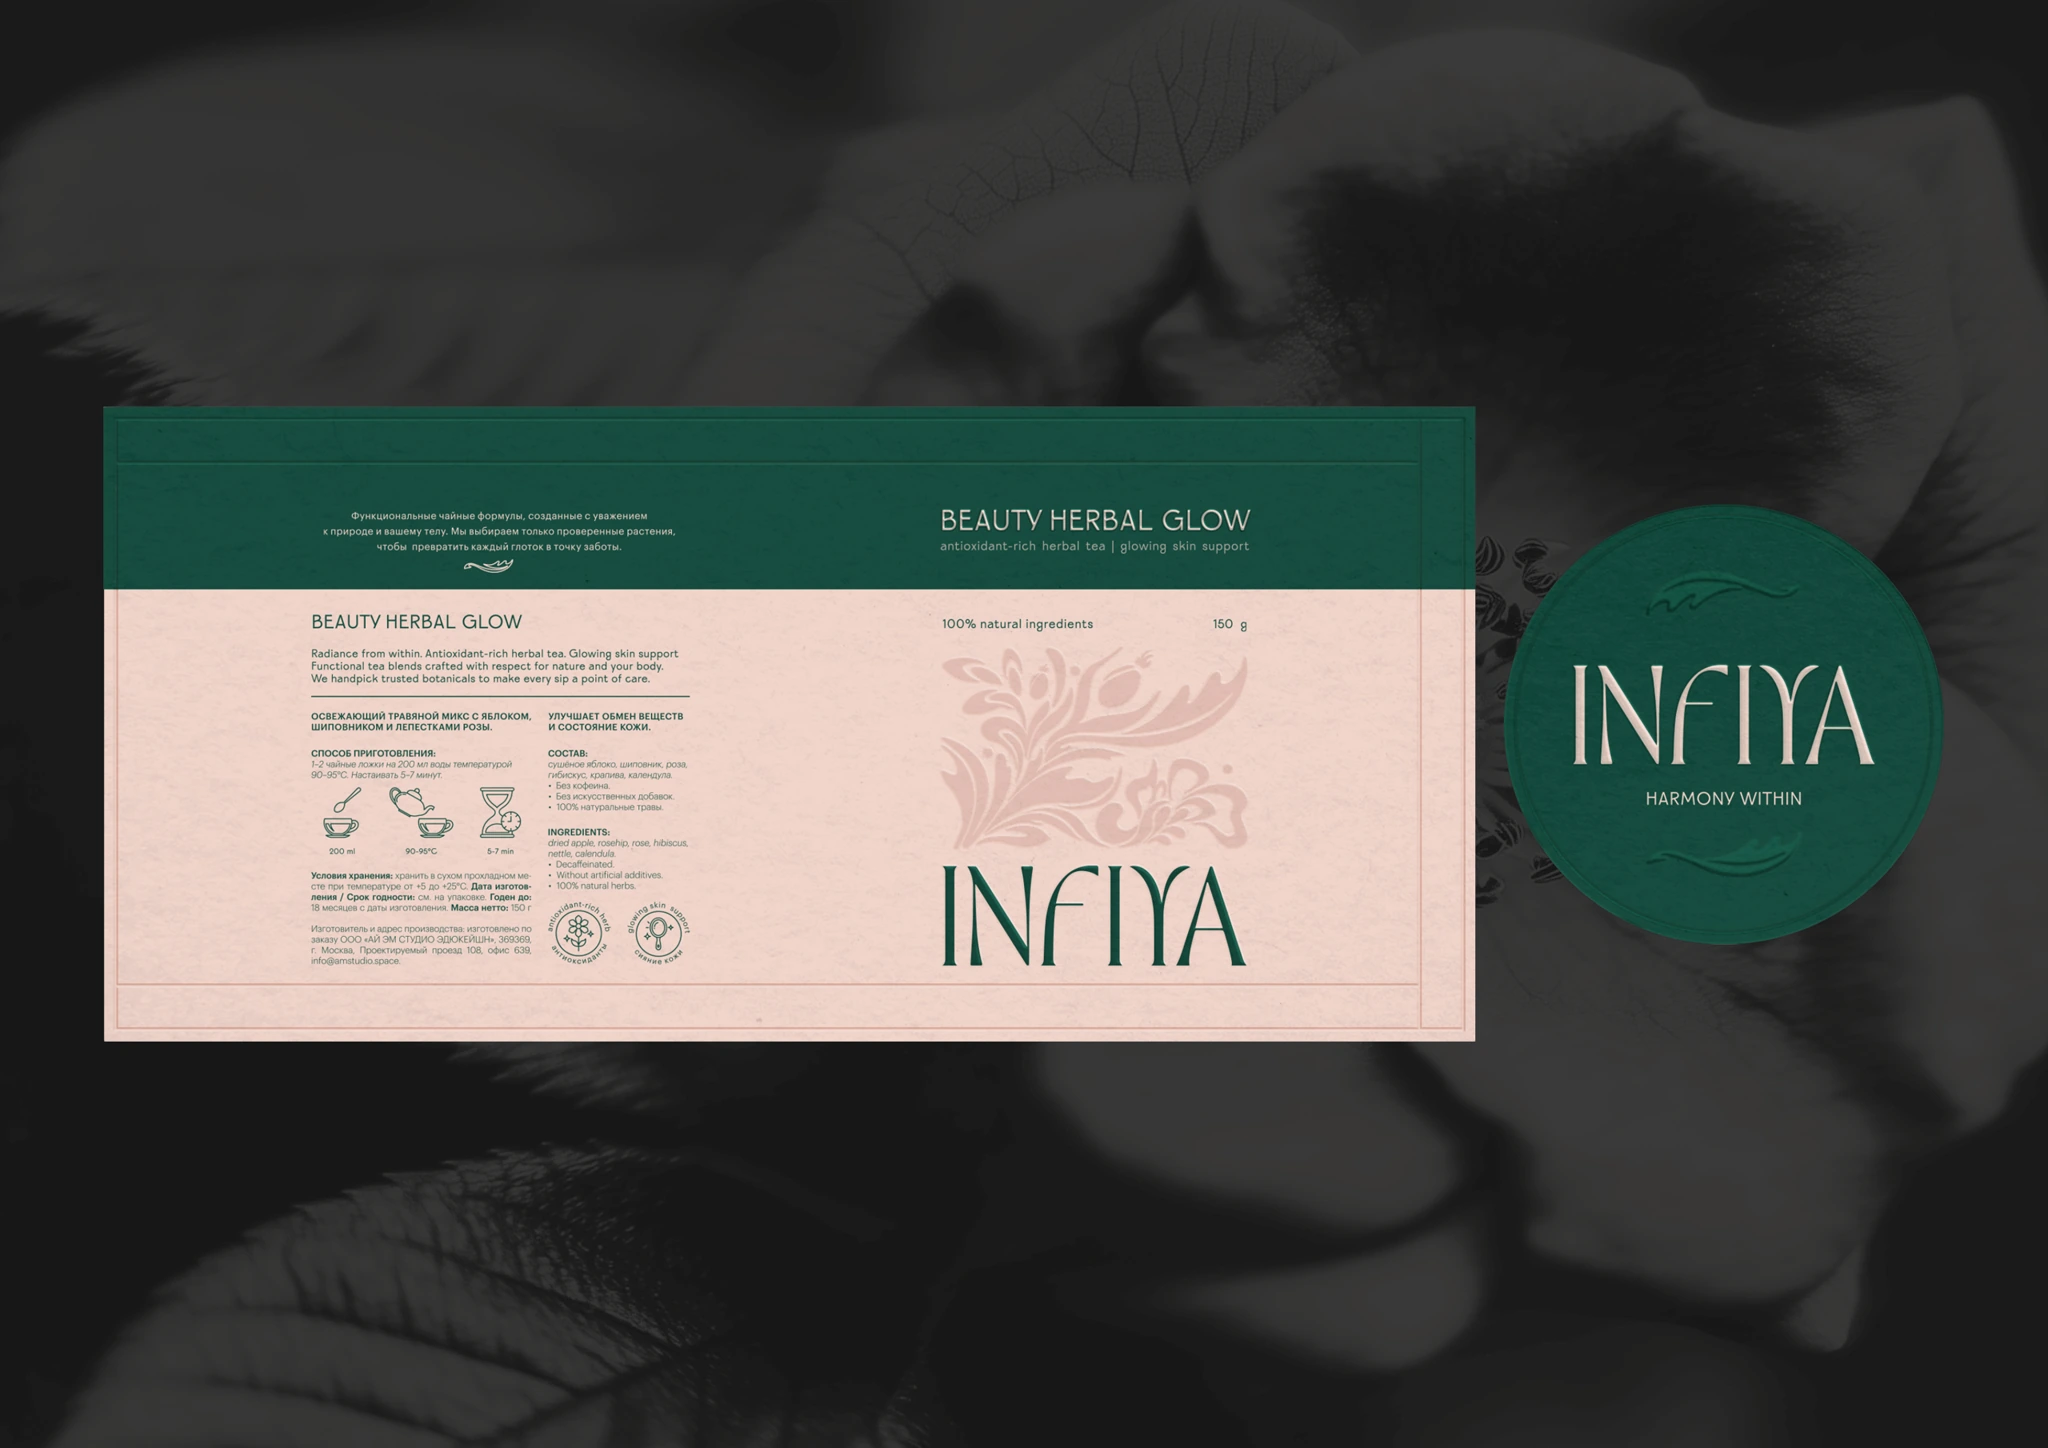 Функциональные чайные формулы, созданные с уважением
к природе и вашему телу. Мы выбираем только проверенные растения,
чтобы превратить каждый глоток в точку заботы.
BEAUTY HERBAL GLOW
antioxidant-rich herbal tea | glowing skin support
BEAUTY HERBAL GLOW
Radiance from within. Antioxidant-rich herbal tea. Glowing skin support
Functional tea blends crafted with respect for nature and your body.
We handpick trusted botanicals to make every sip a point of care.
ОСВЕЖАЮЩИЙ ТРАВЯНОЙ МИКС С ЯБЛОКОМ,
ШИПОВНИКОМ И ЛЕПЕСТКАМИ РОЗЫ.
СПОСОБ ПРИГОТОВЛЕНИЯ:
1-2 чайные ложки на 200 мл воды температурой
90-95°C. Настаивать 5-7 минут.
200 ml
90-95°C
5-7 min
Условия хранения: хранить в сухом прохладном ме-
сте при температуре от +5 до +25°C. Дата изготов-
ления / Срок годности: см. на упаковке. Годен до:
18 месяцев с даты изготовления. Масса нетто: 150 г
Изготовитель и адрес производства: изготовлено по
заказу ООО «АЙ ЭМ СТУДИО ЭДЮКЕЙШН», 369369,
г. Москва, Проектируемый проезд 108, офис 639,
info@amstudio.space.
УЛУЧШАЕТ ОБМЕН ВЕЩЕСТВ
И СОСТОЯНИЕ КОЖИ.
СОСТАВ:
сушёное яблоко, шиповник, роза,
гибискус, крапива, календула.
• Без кофеина.
• Без искусственных добавок.
• 100% натуральные травы.
INGREDIENTS:
dried apple, rosehip, rose, hibiscus,
nettle, calendula.
• Decaffeinated.
• Without artificial additives.
• 100% natural herbs.
antioxidant-rich herb
антиоксиданты
glowing skin support
сияние кожи
100% natural ingredients
150 g
INFIYA
INFIYA
HARMONY WITHIN